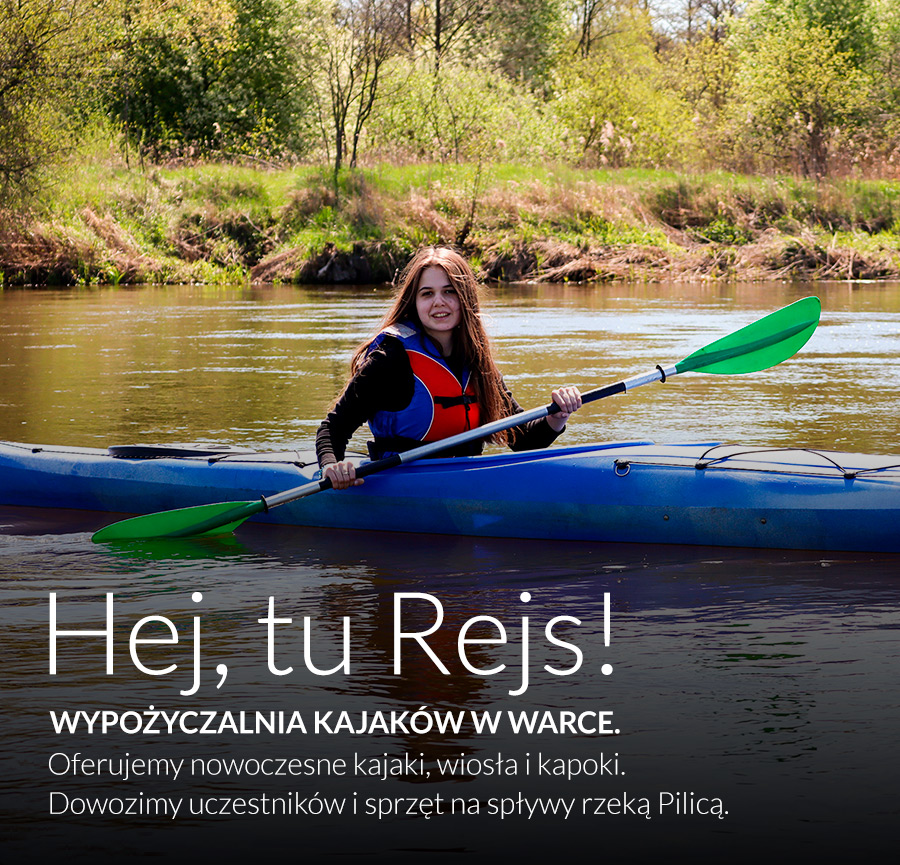 Hej, tu Rejs!
WYPOŻYCZALNIA KAJAKÓW W WARCE.
Oferujemy nowoczesne kajaki, wiosła i kapoki.
Dowozimy uczestników i sprzęt na spływy rzeką Pilicą.